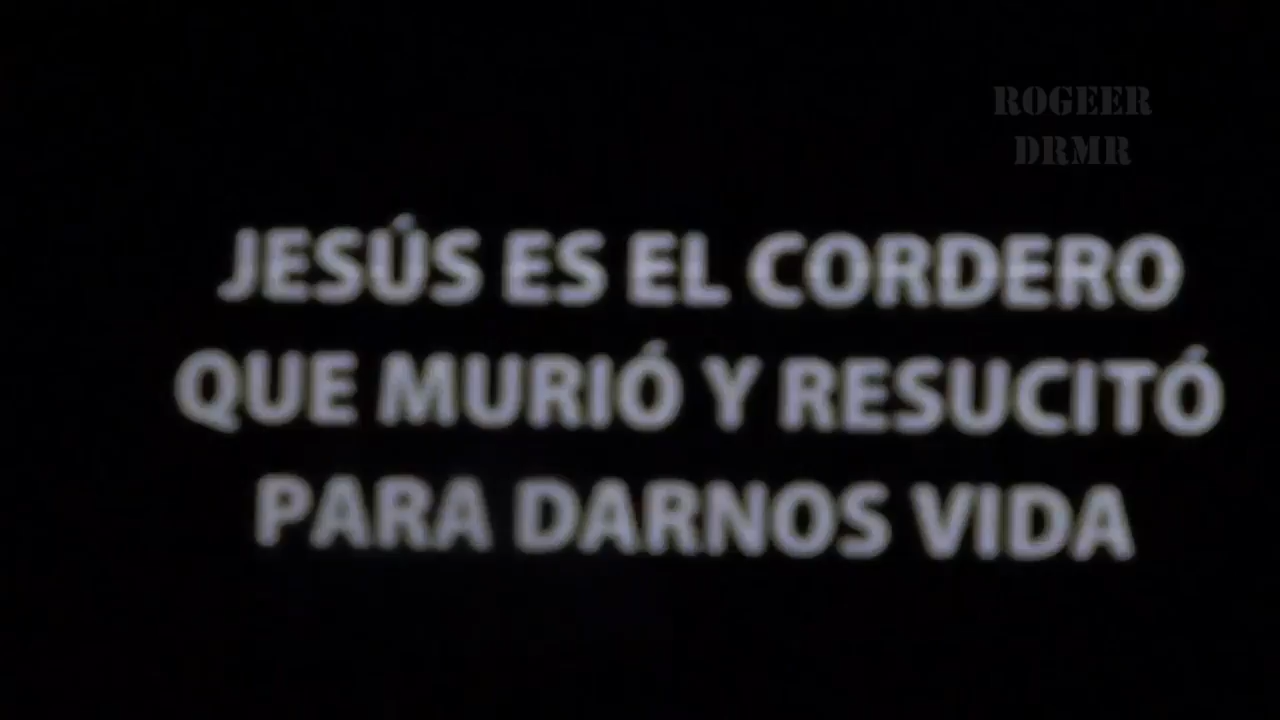 ROGEER
DRMR
JESÚS ES EL CORDERO
QUE MURIÓ Y RESUCITÓ
PARA DARNOS VIDA